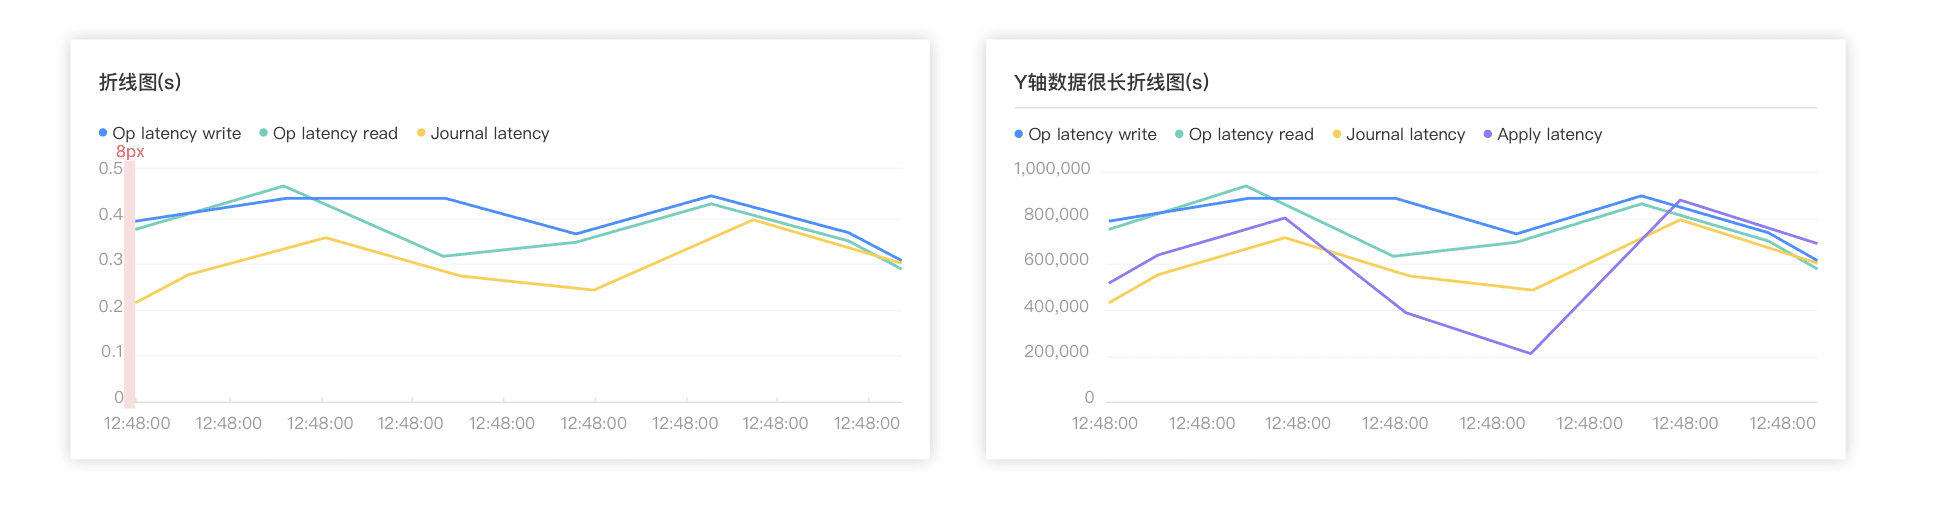 折线图(s)
Op latency write Op latency read Journal latency
8px
0.5
0.4
0.3
0.2
0.1
0
12:48:00 12:48:00 12:48:00 12:48:00 12:48:00 12:48:00 12:48:00 12:48:00 12:48:00
Y轴数据很长折线图(s)
Op latency write Op latency read Journal latency Apply latency
1,000,000
800,000
600,000
400,000
200,000
0
12:48:00 12:48:00 12:48:00 12:48:00 12:48:00 12:48:00 12:48:00 12:48:00